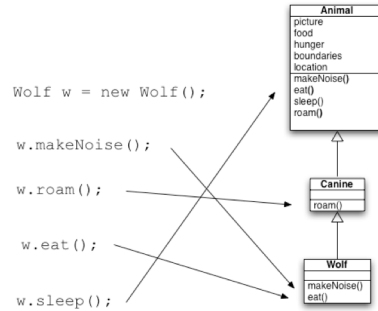 Wolf w = new Wolf();
w.makeNoise();
w.roam();
w.eat();
w.sleep();
Animal
picture
food
hunger
boundaries
location
makeNoise()
eat()
sleep()
roam()
Canine
roam()
Wolf
makeNoise()
eat()